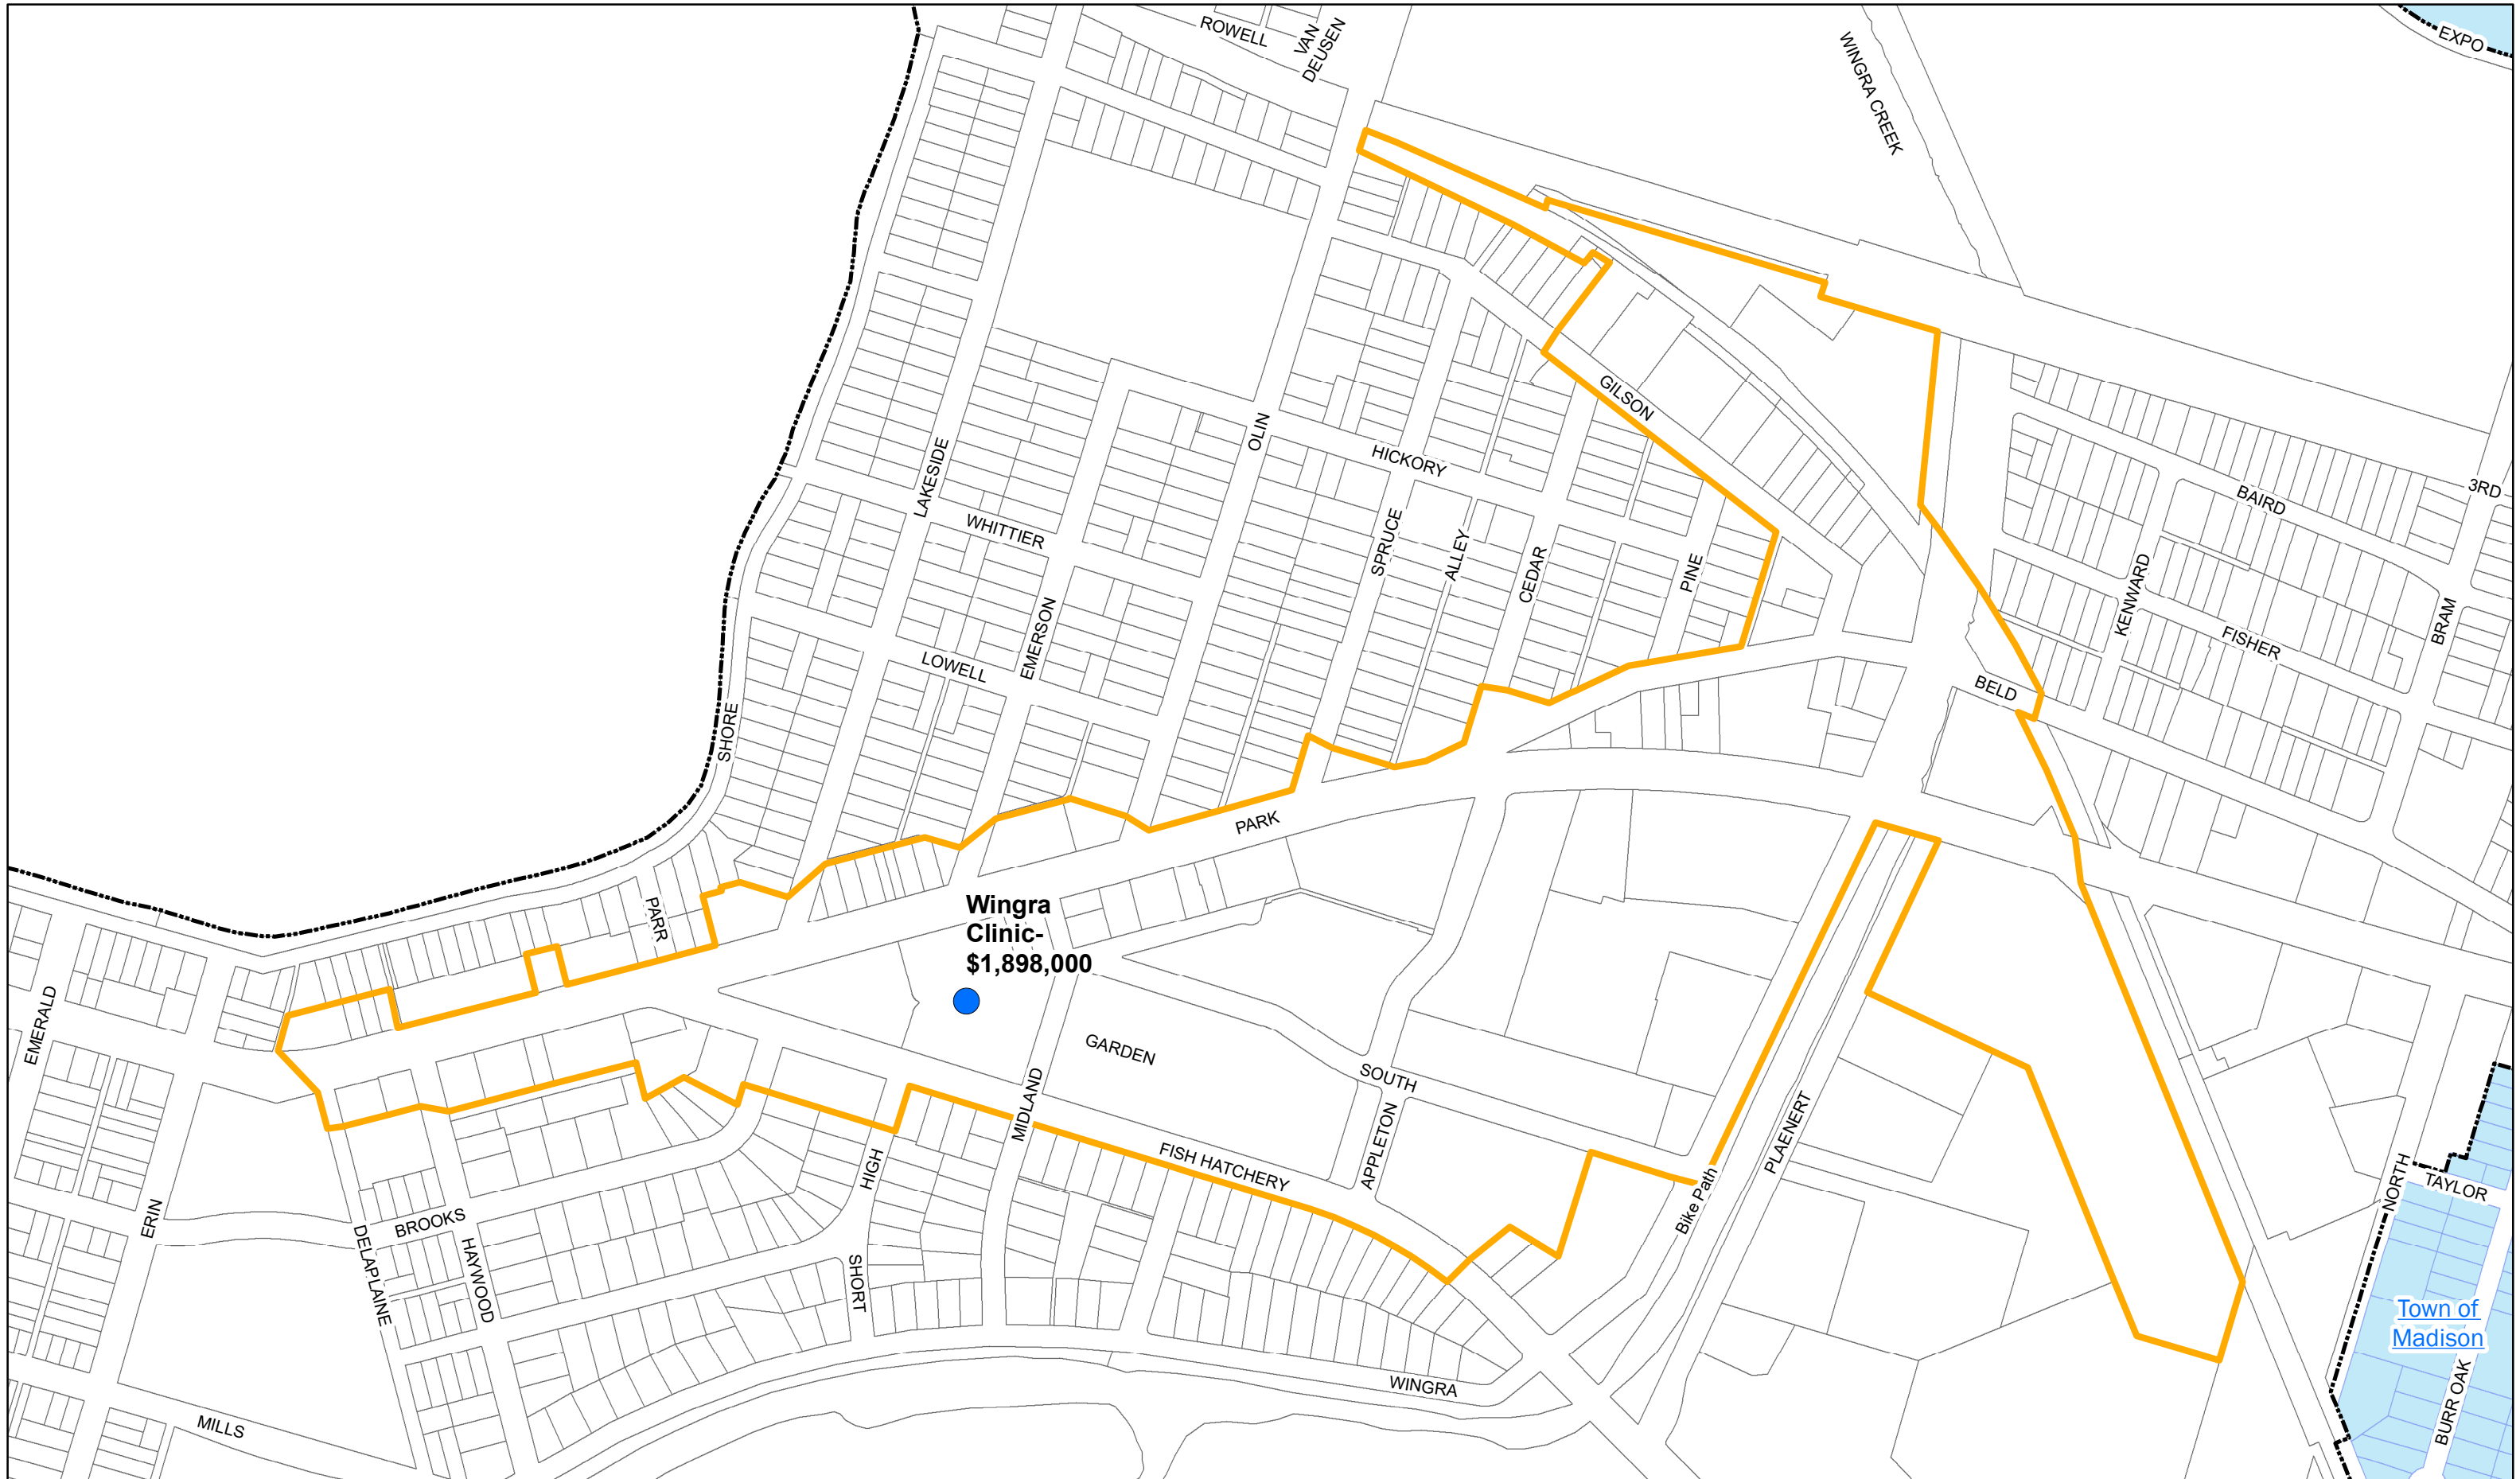 ROWELL
VAN
DEUSEN
WINGRA CREEK
EXPO
GILSON
OLIN
HICKORY
LAKESIDE
WHITTIER
SPRUCE
ALLEY
CEDAR
PINE
BAIRD
3RD
KENWARD
FISHER
BRAM
EMERSON
LOWELL
BELD
SHORE
PARK
PARR
Wingra
Clinic-
$1,898,000
EMERALD
GARDEN
SOUTH
MIDLAND
APPLETON
PLAENERT
FISH HATCHERY
HIGH
Bike Path
NORTH
TAYLOR
ERIN
BROOKS
DELAPLAINE
HAYWOOD
SHORT
Town of
Madison
WINGRA
BURR OAK
MILLS